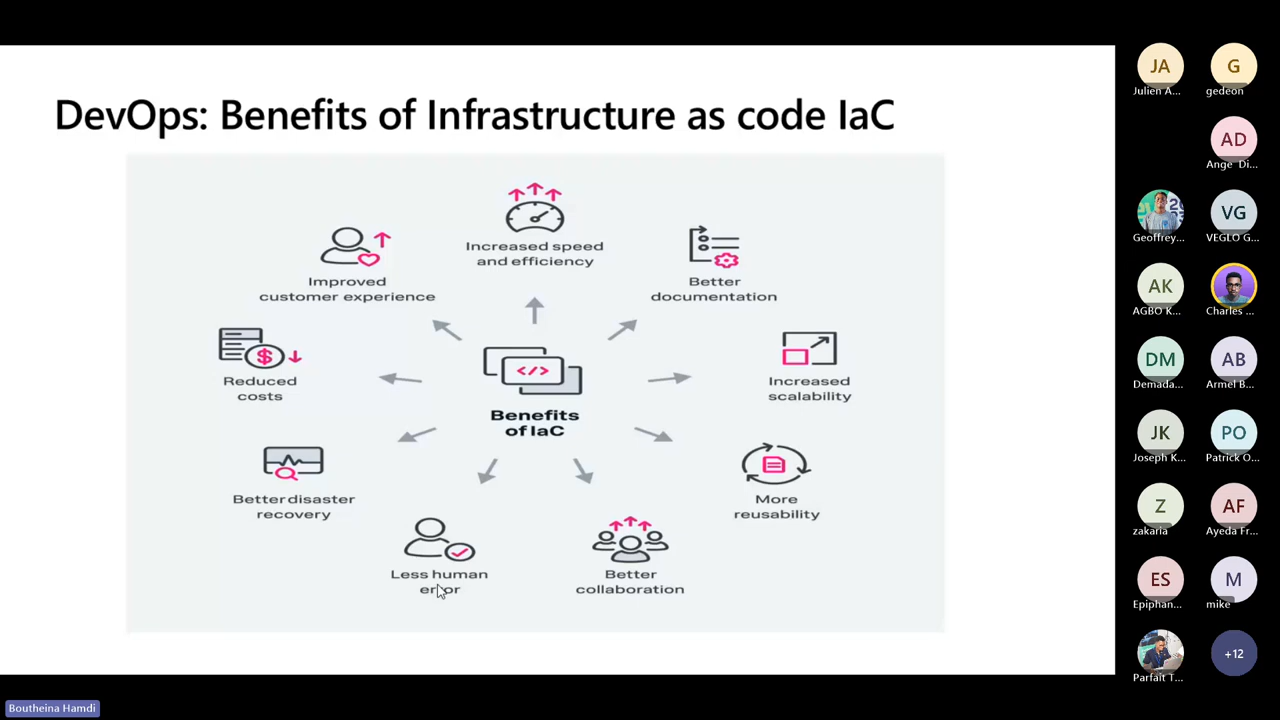 DevOps: Benefits of Infrastructure as code IaC
Increased speed
and efficiency
Improved
customer experience
Better
documentation
Reduced
costs
Increased
scalability
</>
Benefits
of IaC
Better disaster
recovery
More
reusability
Less human
error
Better
collaboration
JA
Julien A...
G
gedeon
AD
Ange Di...
Geoffrey...
VG
VEGLO G...
AK
AGBO K...
Charles ...
DM
Demada...
AB
Armel B...
JK
Joseph K...
PO
Patrick O...
Z
zakaria
AF
Ayeda Fr...
ES
Epiphan...
M
mike
Parfait T...
+12
Boutheina Hamdi